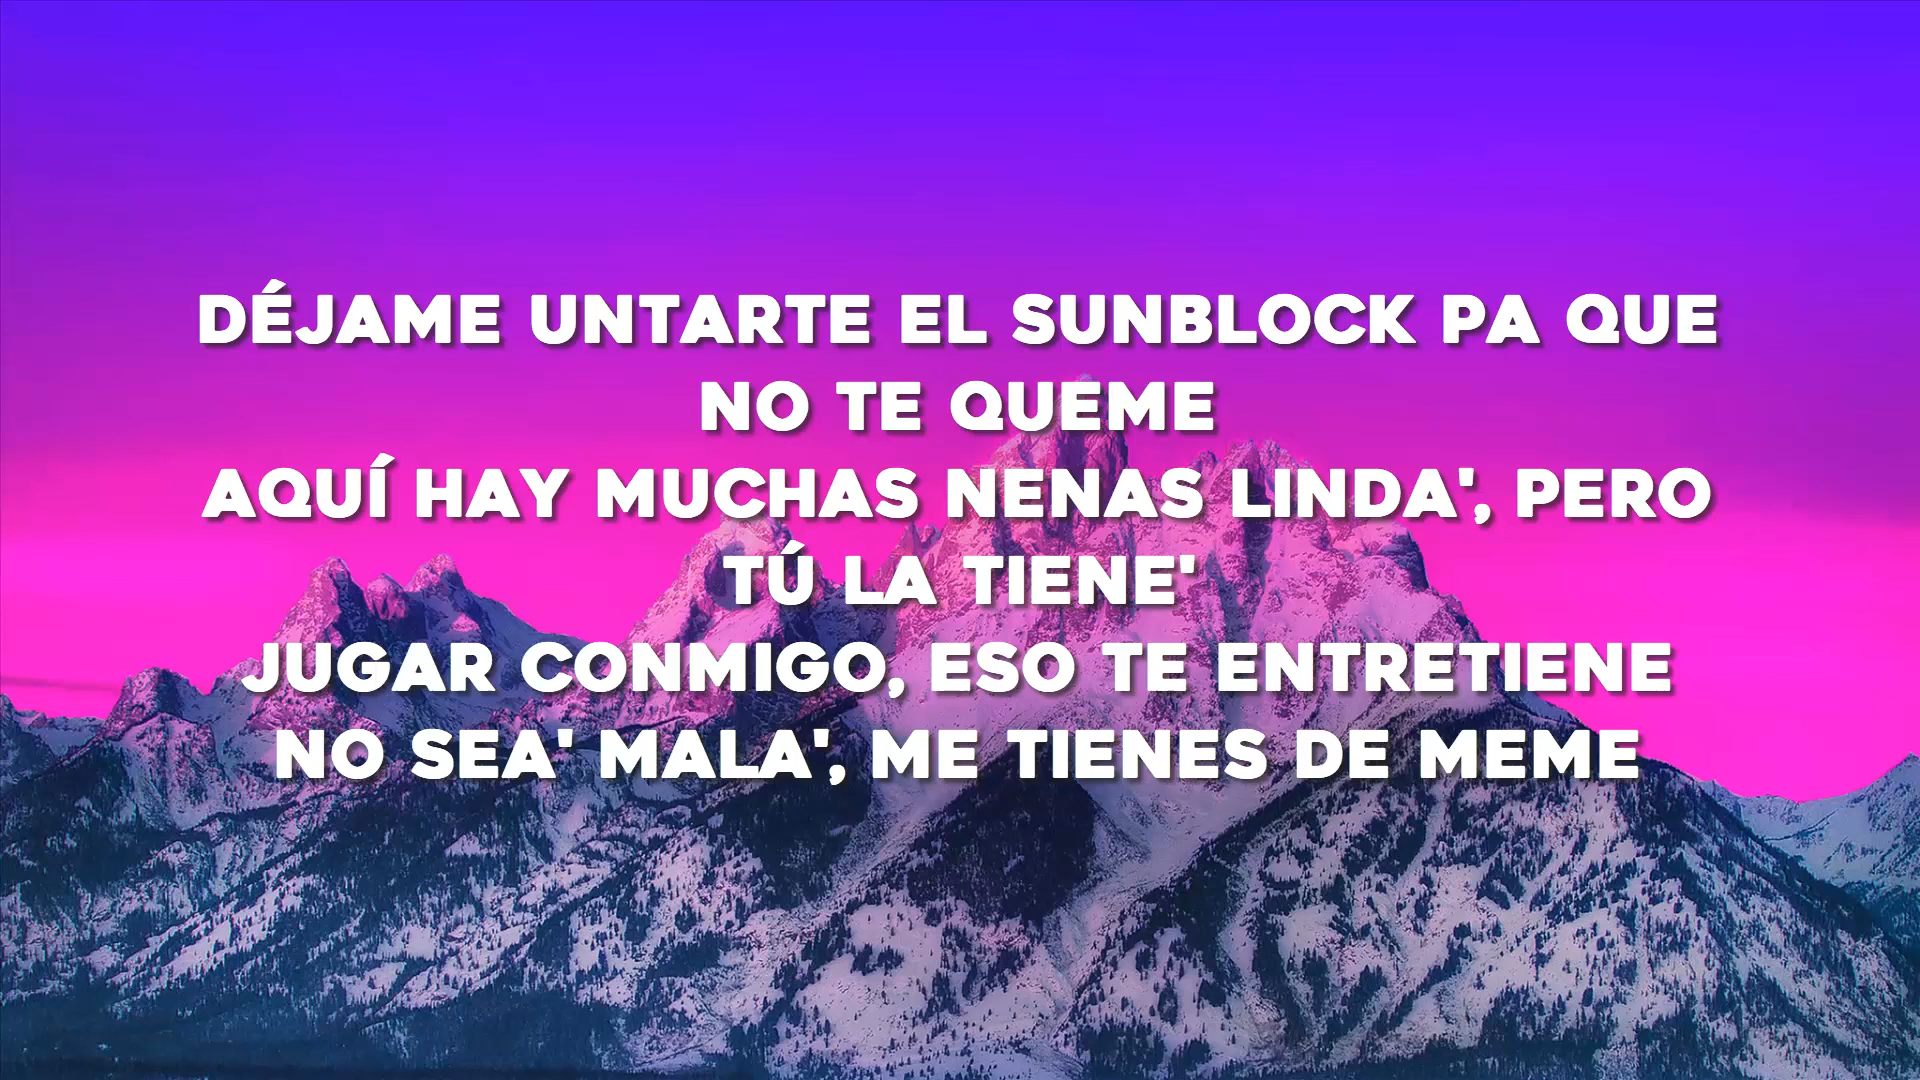 DÉJAME UNTARTE EL SUNBLOCK PA QUE
NO TE QUEME
AQUÍ HAY MUCHAS NENAS LINDA', PERO
TÚ LA TIENE'
JUGAR CONMIGO, ESO TE ENTRETIENE
NO SEA' MALA', ME TIENES DE MEME